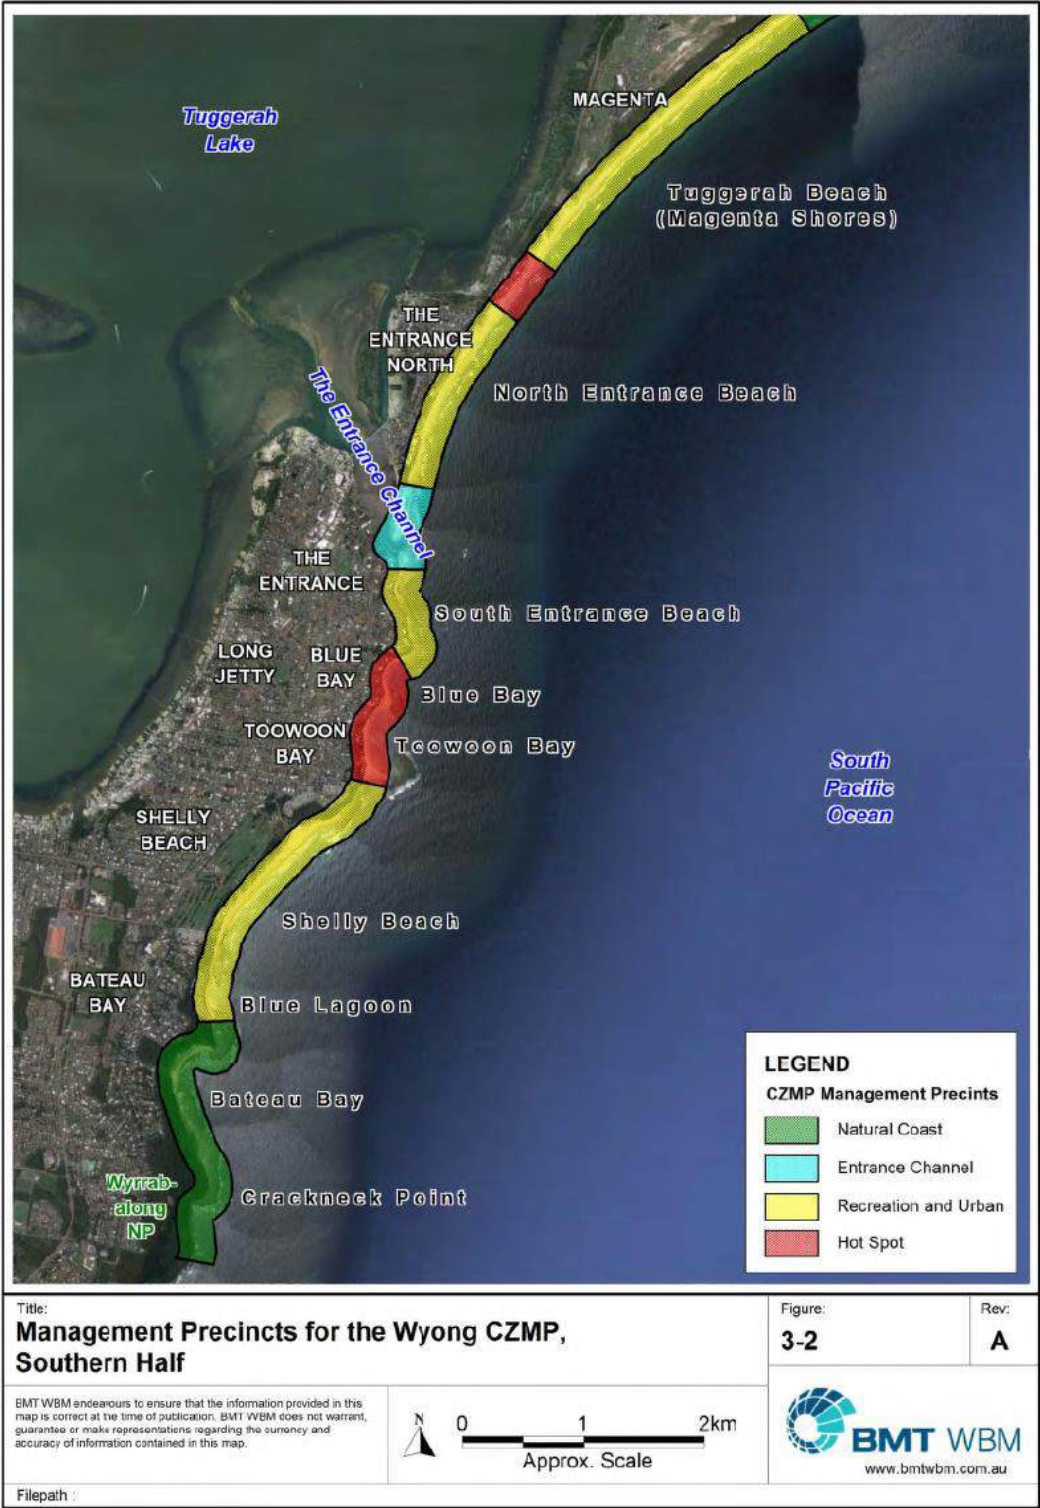 MAGENTA
Tuggerah
Lake
Tuggerah Beach
(Magenta Shores)
THE
ENTRANCE
NORTH
North Entrance Beach
The Entrance Channel
THE
ENTRANCE
South Entrance Beach
LONG
JETTY
BLUE
BAY
Blue Bay
TOOWOON
BAY
Toowoon Bay
South
Pacific
Ocean
SHELLY
BEACH
Shelly Beach
BATEAU
BAY
Blue Lagoon
Bateau Bay
Wyrrab-
along
NP
Crackneck Point
LEGEND
CZMP Management Precints
Natural Coast
Entrance Channel
Recreation and Urban
Hot Spot
Title:
Management Precincts for the Wyong CZMP,
Southern Half
Figure:
3-2
Rev:
A
BMT WBM endeavours to ensure that the information provided in this
map is correct at the time of publication. BMT WBM does not warrant,
guarantee or make representations regarding the currency and
accuracy of information contained in this map.
N
0 1 2km
Approx. Scale
BMT WBM
www.bmtwbm.com.au
Filepath :